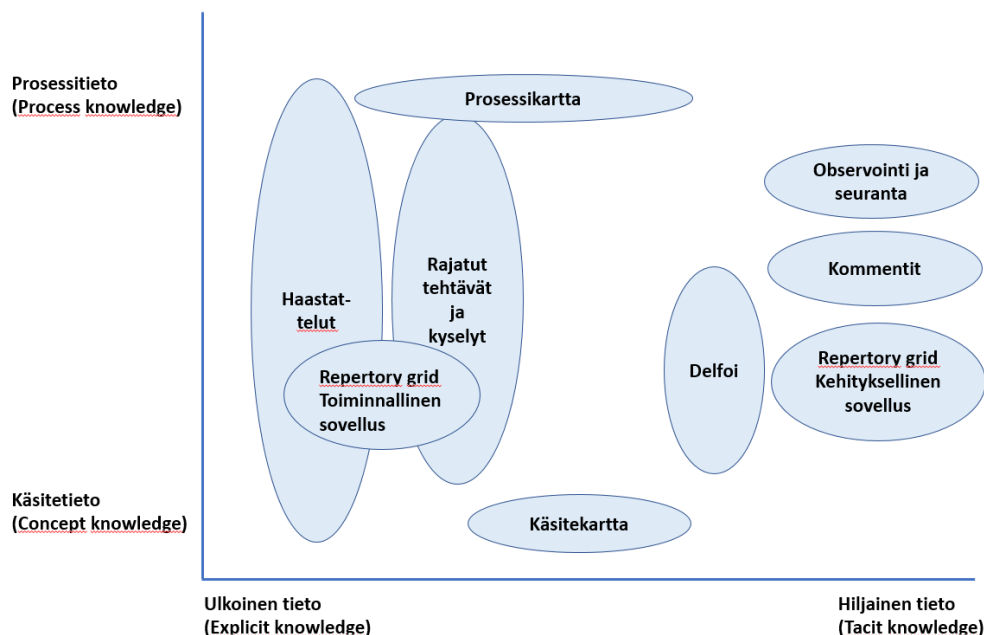 Prosessitieto
(Process knowledge)
Prosessikartta
Observointi ja
seuranta
Kommentit
Haastat-
telut
Rajatut
tehtävät
ja
kyselyt
Repertory grid
Toiminnallinen
sovellus
Delfoi
Repertory grid
Kehityksellinen
sovellus
Käsitetieto
(Concept knowledge)
Käsitekartta
Ulkoinen tieto
(Explicit knowledge)
Hiljainen tieto
(Tacit knowledge)